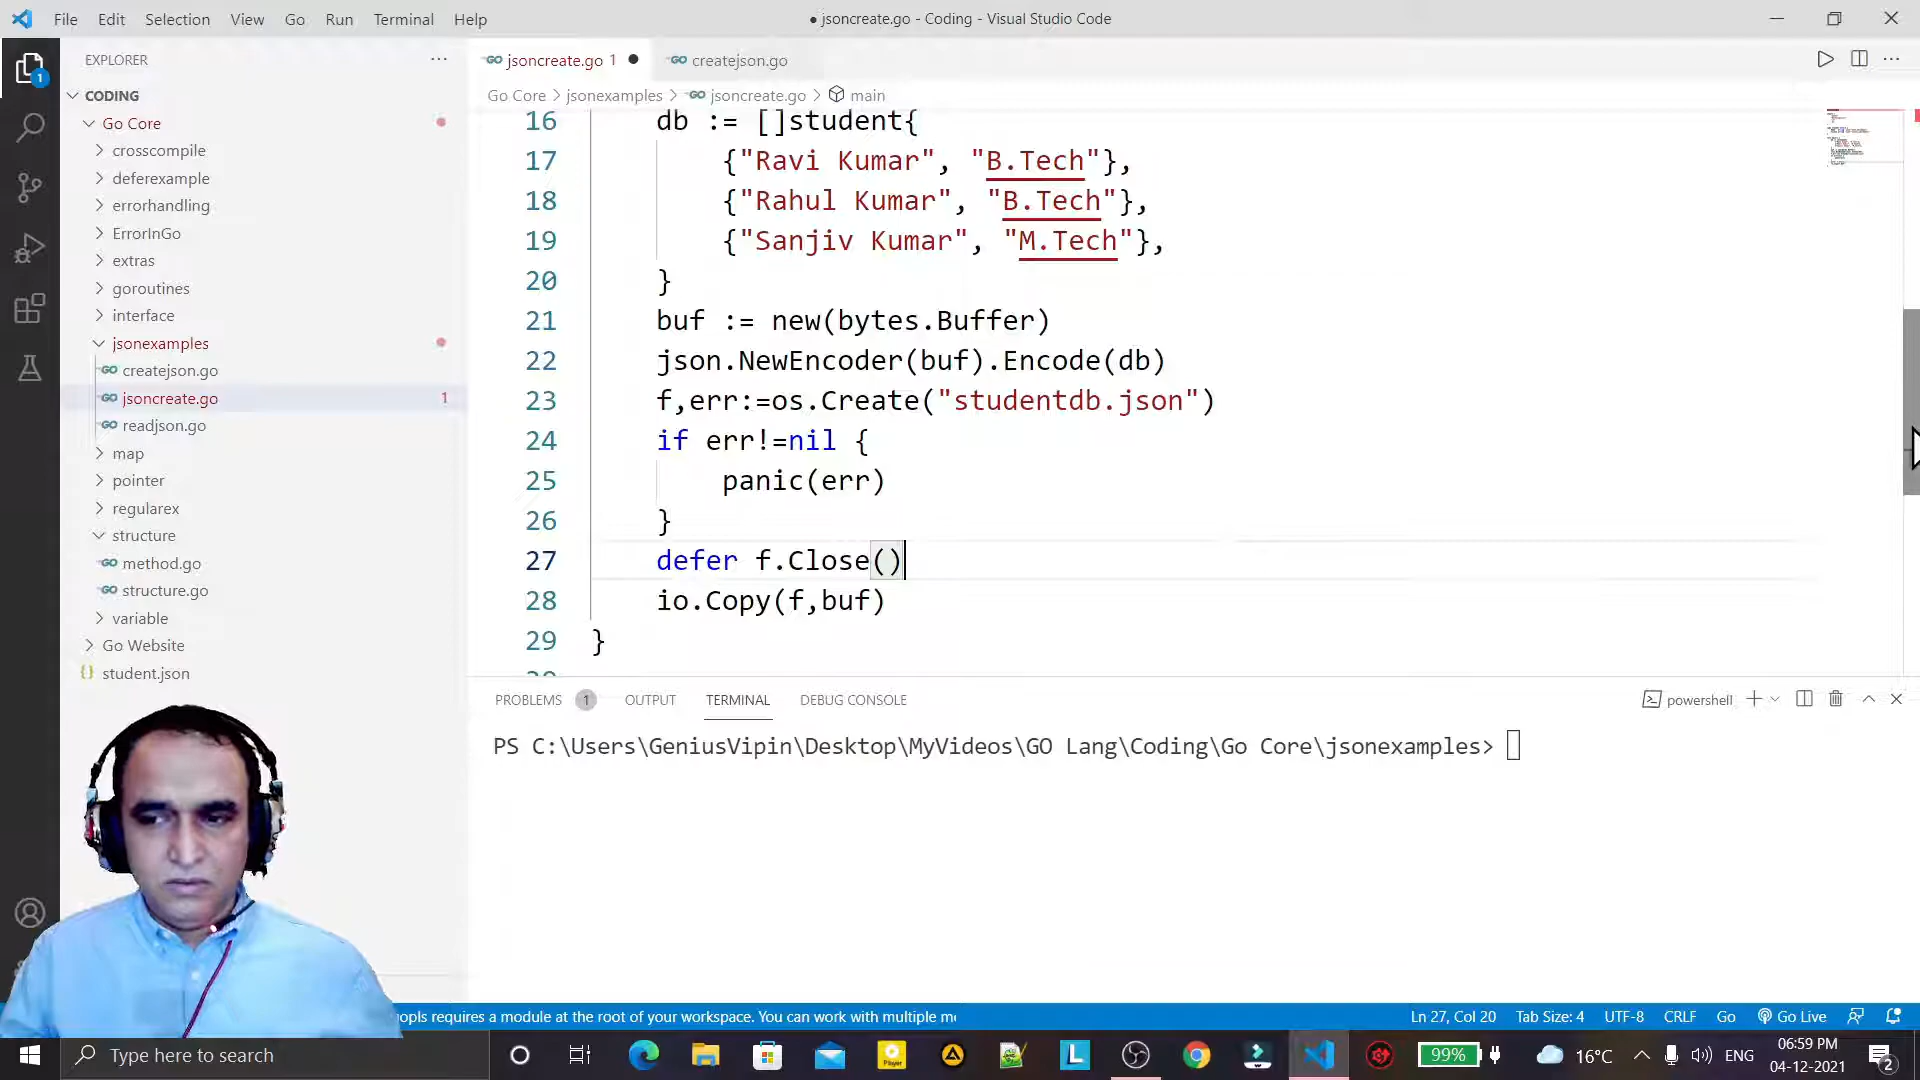 File Edit Selection View Go Run Terminal Help
● jsoncreate.go - Coding - Visual Studio Code
EXPLORER
CODING
Go Core
crosscompile
deferexample
errorhandling
ErrorInGo
extras
goroutines
interface
jsonexamples
createjson.go
jsoncreate.go 1
readjson.go
map
pointer
regularex
structure
method.go
structure.go
variable
Go Website
student.json
1
jsoncreate.go 1 ● createjson.go
Go Core > jsonexamples > jsoncreate.go > main
16 db := []student{
17 {"Ravi Kumar", "B.Tech"},
18 {"Rahul Kumar", "B.Tech"},
19 {"Sanjiv Kumar", "M.Tech"},
20 }
21 buf := new(bytes.Buffer)
22 json.NewEncoder(buf).Encode(db)
23 f,err:=os.Create("studentdb.json")
24 if err!=nil {
25 panic(err)
26 }
27 defer f.Close()
28 io.Copy(f,buf)
29 }
PROBLEMS 1 OUTPUT TERMINAL DEBUG CONSOLE
powershell
PS C:\Users\GeniusVipin\Desktop\MyVideos\GO Lang\Coding\Go Core\jsonexamples>
requires a module at the root of your workspace. You can work with multiple
Ln 27, Col 20 Tab Size: 4 UTF-8 CRLF Go Go Live
Type here to search
99% 16°C ENG
06:59 PM
04-12-2021
2